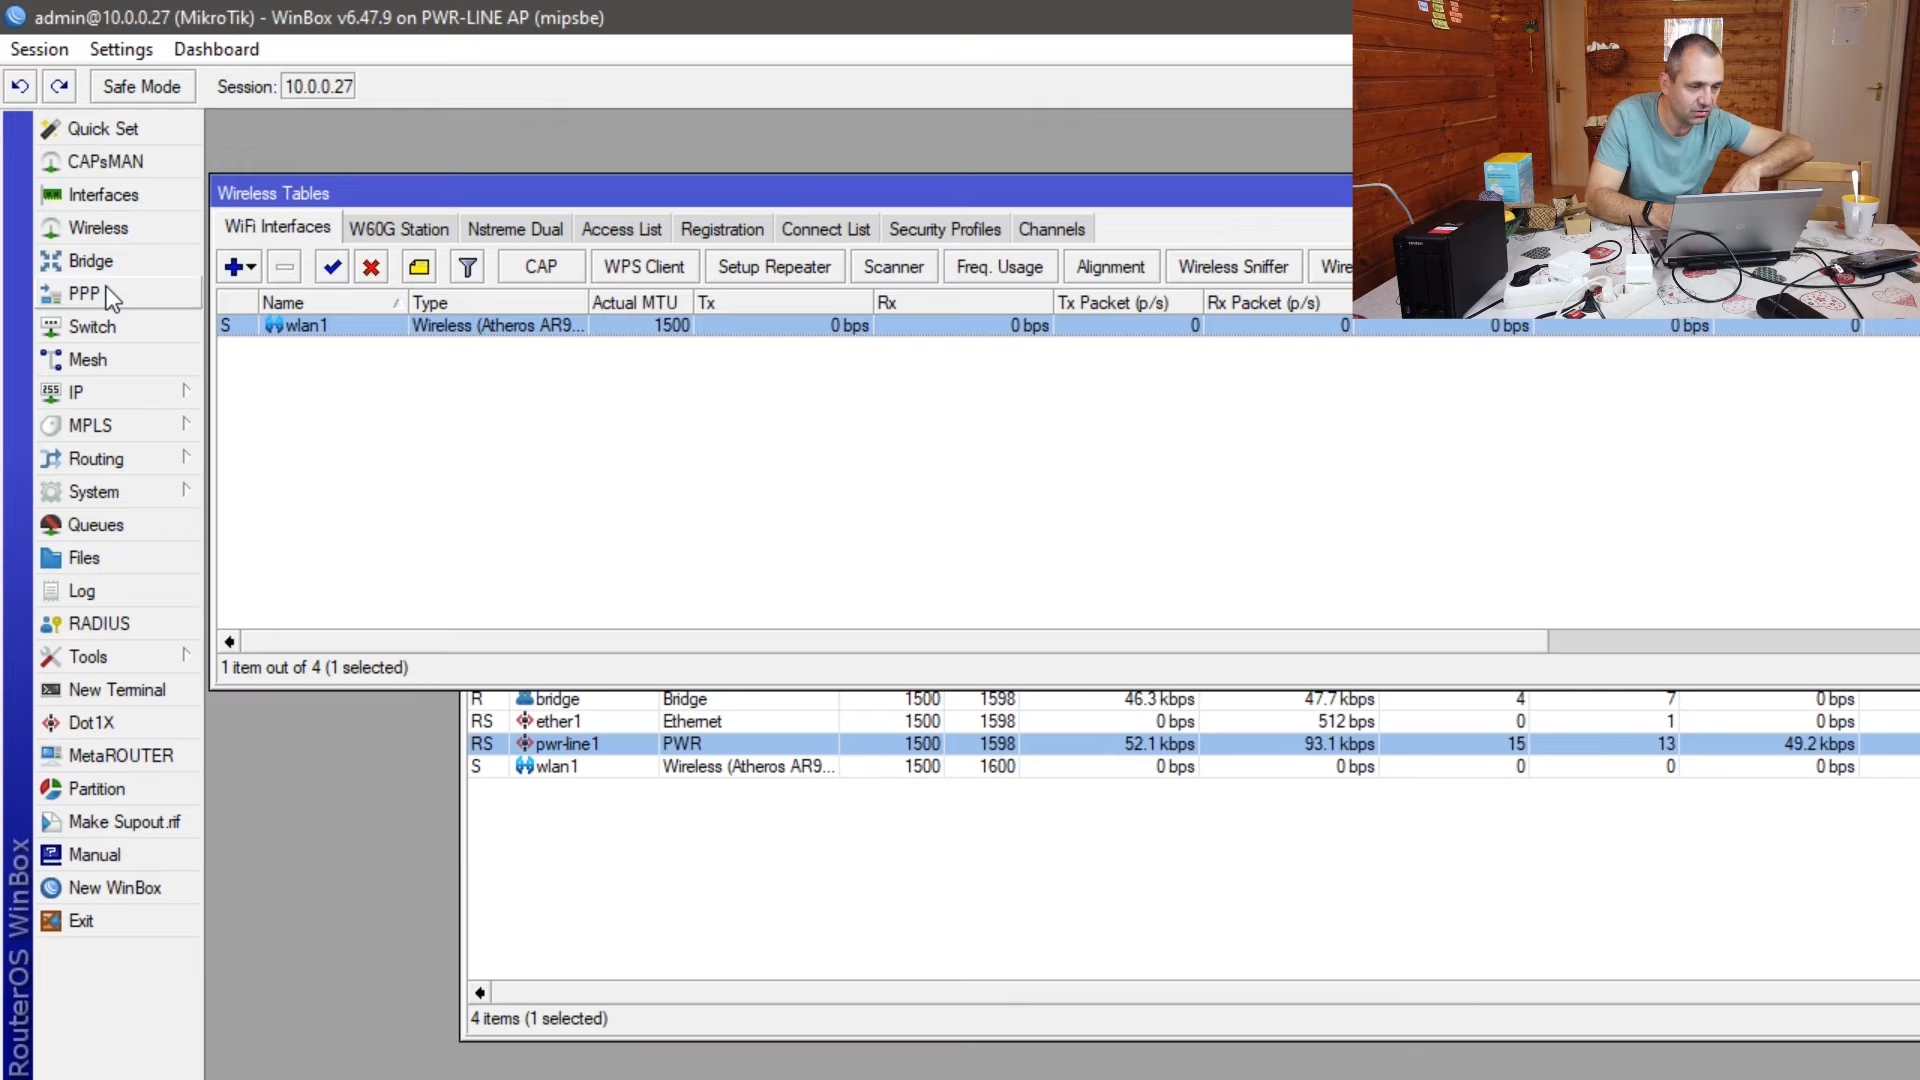 admin@10.0.0.27 (MikroTik) - WinBox v6.47.9 on PWR-LINE AP (mipsbe)
Session Settings Dashboard
Safe Mode Session: 10.0.0.27
Quick Set
CAPsMAN
Interfaces
Wireless
Bridge
PPP
Switch
Mesh
IP
MPLS
Routing
System
Queues
Files
Log
RADIUS
Tools
New Terminal
Dot1X
MetaROUTER
Partition
Make Supout.rif
Manual
New WinBox
Exit
RouterOS WinBox
Wireless Tables
WiFi Interfaces W60G Station Nstreme Dual Access List Registration Connect List Security Profiles Channels
CAP WPS Client Setup Repeater Scanner Freq. Usage Alignment Wireless Sniffer Wire
Name Type Actual MTU Tx Rx Tx Packet (p/s) Rx Packet (p/s)
S wlan1 Wireless (Atheros AR9... 1500 0 bps 0 bps 0 0 0 bps 0 bps 0
1 item out of 4 (1 selected)
R bridge Bridge 1500 1598 46.3 kbps 47.7 kbps 4 7 0 bps
RS ether1 Ethernet 1500 1598 0 bps 512 bps 0 1 0 bps
RS pwr-line1 PWR 1500 1598 52.1 kbps 93.1 kbps 15 13 49.2 kbps
S wlan1 Wireless (Atheros AR9... 1500 1600 0 bps 0 bps 0 0 0 bps
4 items (1 selected)